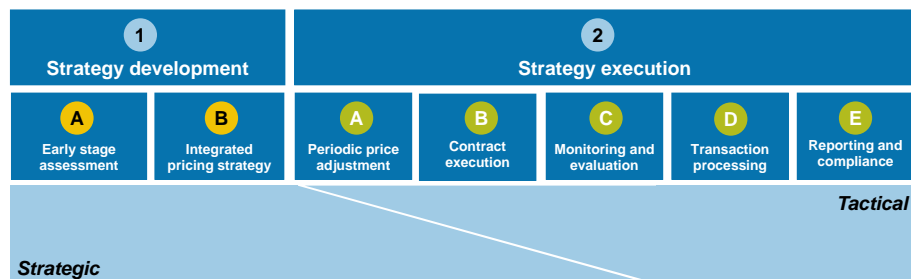 1
Strategy development
2
Strategy execution
A
Early stage
assessment
B
Integrated
pricing strategy
A
Periodic price
adjustment
B
Contract
execution
C
Monitoring and
evaluation
D
Transaction
processing
E
Reporting and
compliance
Tactical
Strategic